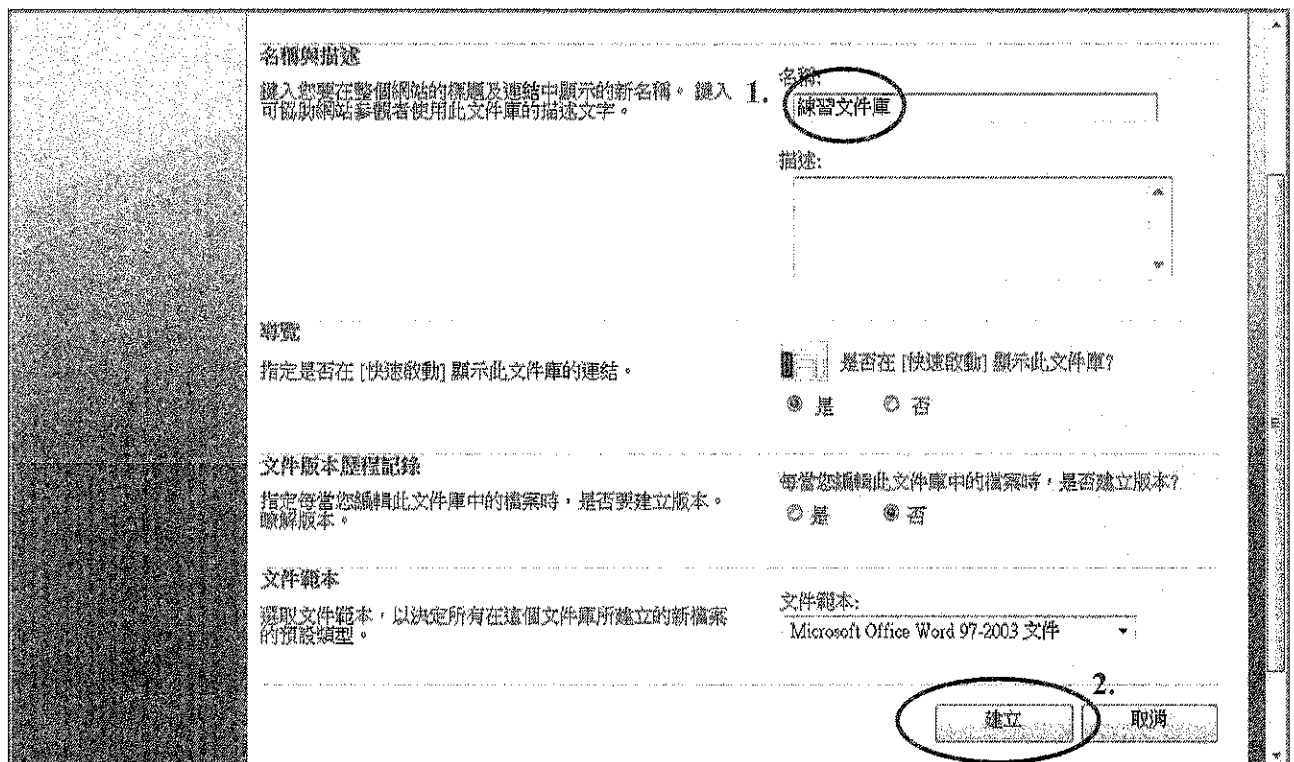 名稱與描述
鍵入您要在整個網站的標題及連結中顯示的新名稱。 鍵入
可協助網站參觀者使用此文件庫的描述文字。
1.
名稱:
練習文件庫
描述:
導覽
指定是否在 [快速啟動] 顯示此文件庫的連結。
是否在 [快速啟動] 顯示此文件庫?
是 否
文件版本歷程記錄
指定每當您編輯此文件庫中的檔案時，是否要建立版本。
瞭解版本。
每當您編輯此文件庫中的檔案時，是否建立版本?
是 否
文件範本
選取文件範本，以決定所有在這個文件庫所建立的新檔案
的預設類型。
文件範本:
Microsoft Office Word 97-2003 文件
2.
建立 取消